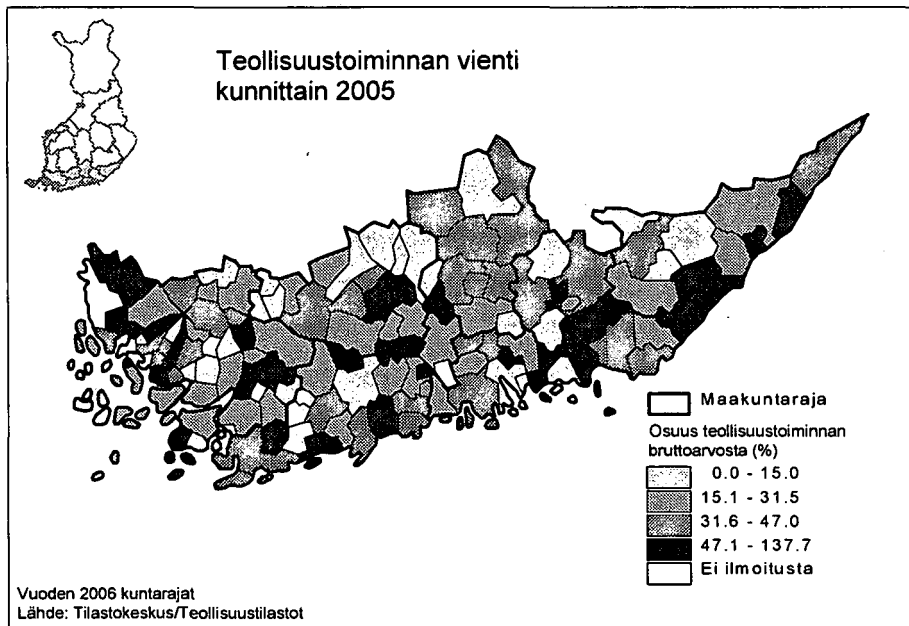 Teollisuustoiminnan vienti
kunnittain 2005
Maakuntaraja
Osuus teollisuustoiminnan
bruttoarvosta (%)
0.0 - 15.0
15.1 - 31.5
31.6 - 47.0
47.1 - 137.7
Ei ilmoitusta
Vuoden 2006 kuntarajat
Lähde: Tilastokeskus/Teollisuustilastot